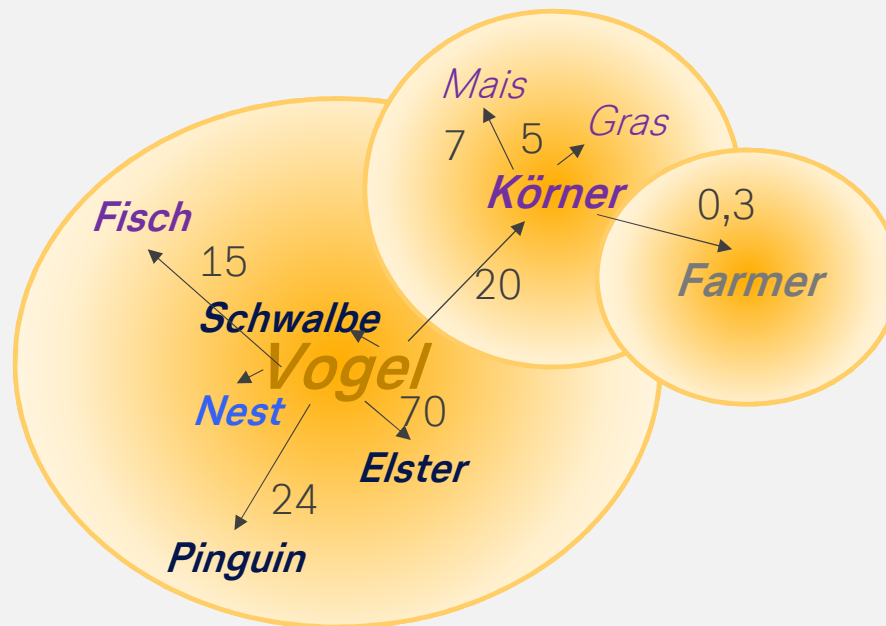 Mais
Gras
7
5
Körner
0,3
Fisch
Farmer
15
20
Schwalbe
Vogel
Nest
70
Elster
24
Pinguin